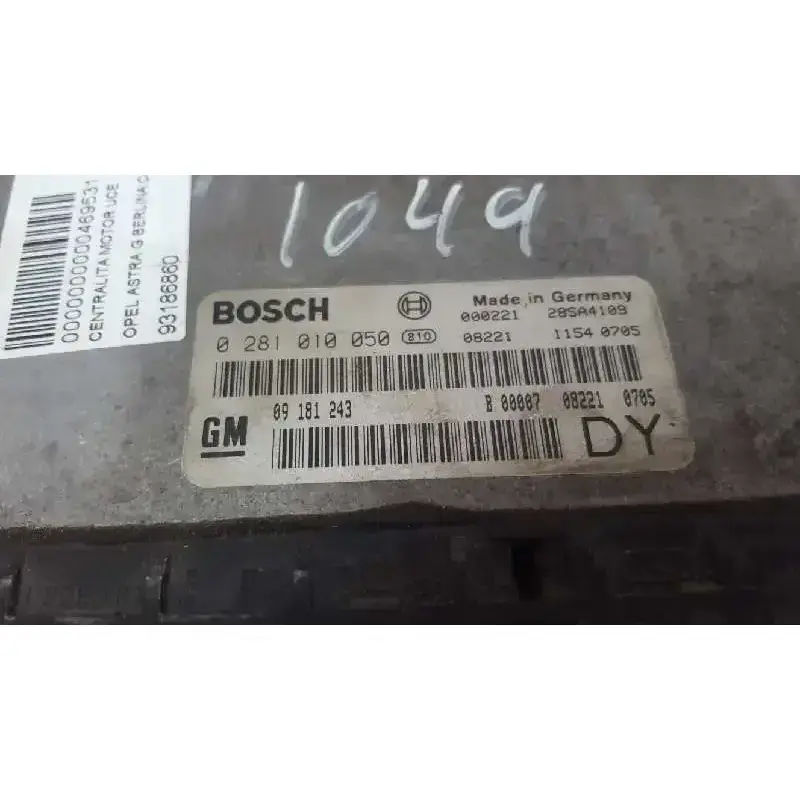 1049
0000000000469531
CENTRALITA MOTOR UCE
OPEL ASTRA G BERLINA
93186860
BOSCH Made in Germany
000221 28SA4109
0 281 010 050 810 08221 1154 0705
09 181 243 B 00007 08221 0705
GM DY